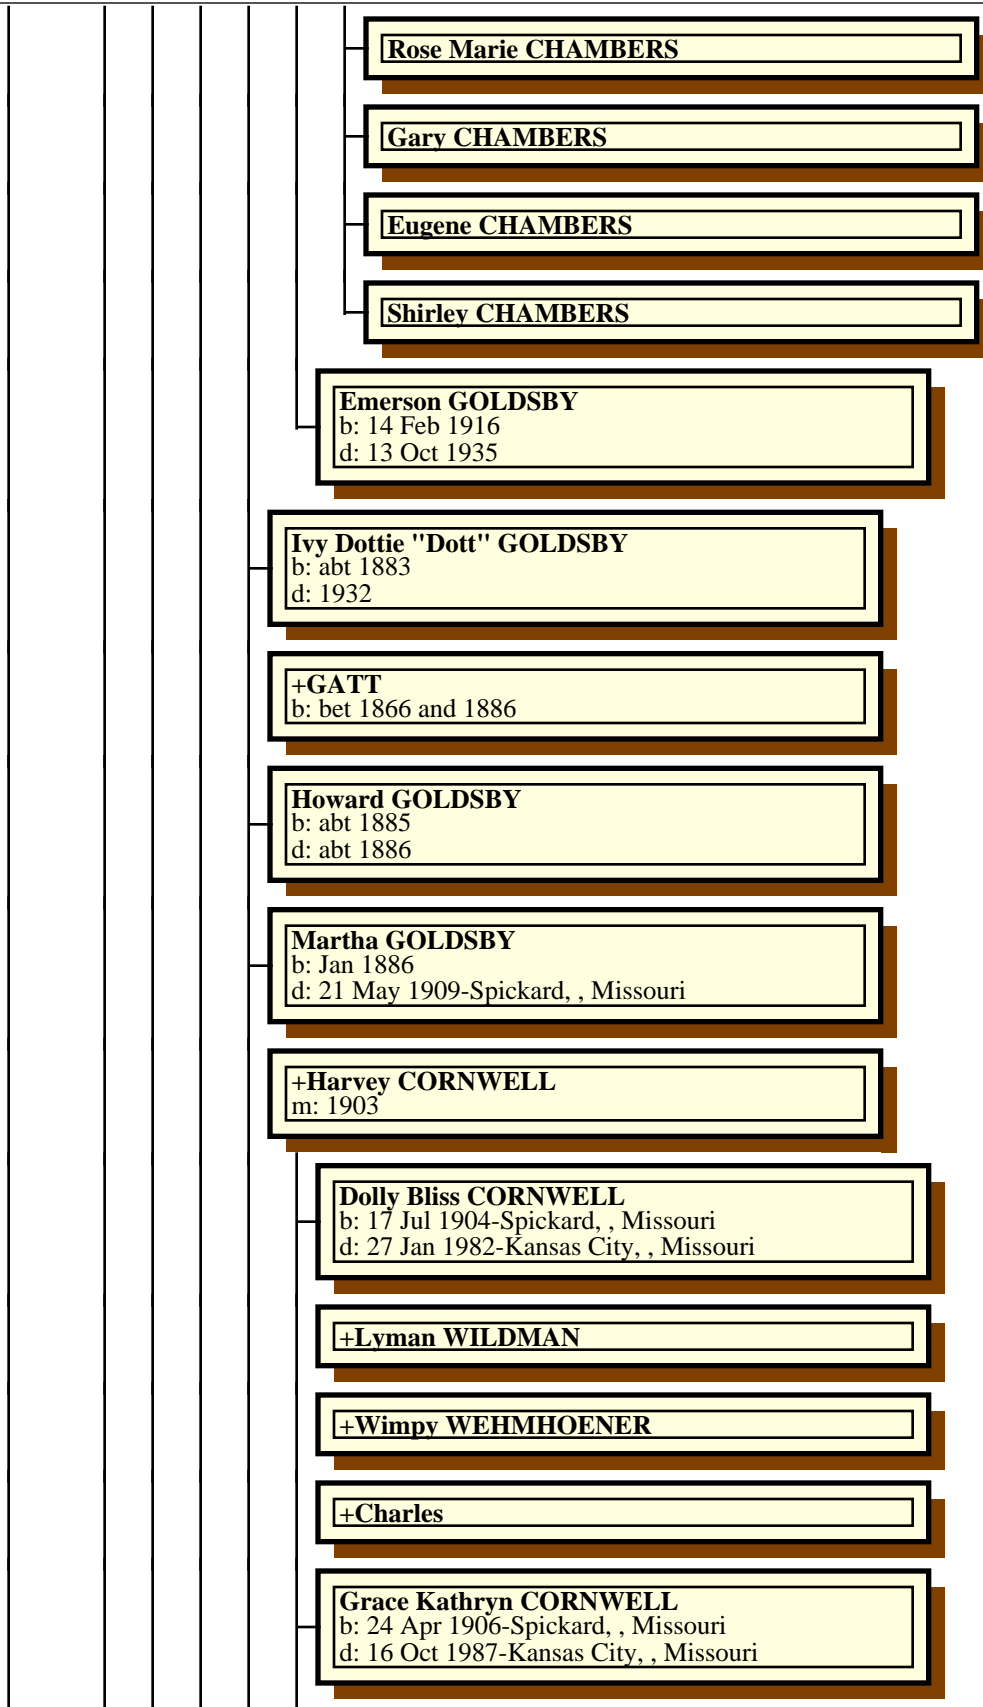 Rose Marie CHAMBERS
Gary CHAMBERS
Eugene CHAMBERS
Shirley CHAMBERS
Emerson GOLDSBY
b: 14 Feb 1916
d: 13 Oct 1935
Ivy Dottie "Dott" GOLDSBY
b: abt 1883
d: 1932
+GATT
b: bet 1866 and 1886
Howard GOLDSBY
b: abt 1885
d: abt 1886
Martha GOLDSBY
b: Jan 1886
d: 21 May 1909-Spickard, , Missouri
+Harvey CORNWELL
m: 1903
Dolly Bliss CORNWELL
b: 17 Jul 1904-Spickard, , Missouri
d: 27 Jan 1982-Kansas City, , Missouri
+Lyman WILDMAN
+Wimpy WEHMHOENER
+Charles
Grace Kathryn CORNWELL
b: 24 Apr 1906-Spickard, , Missouri
d: 16 Oct 1987-Kansas City, , Missouri